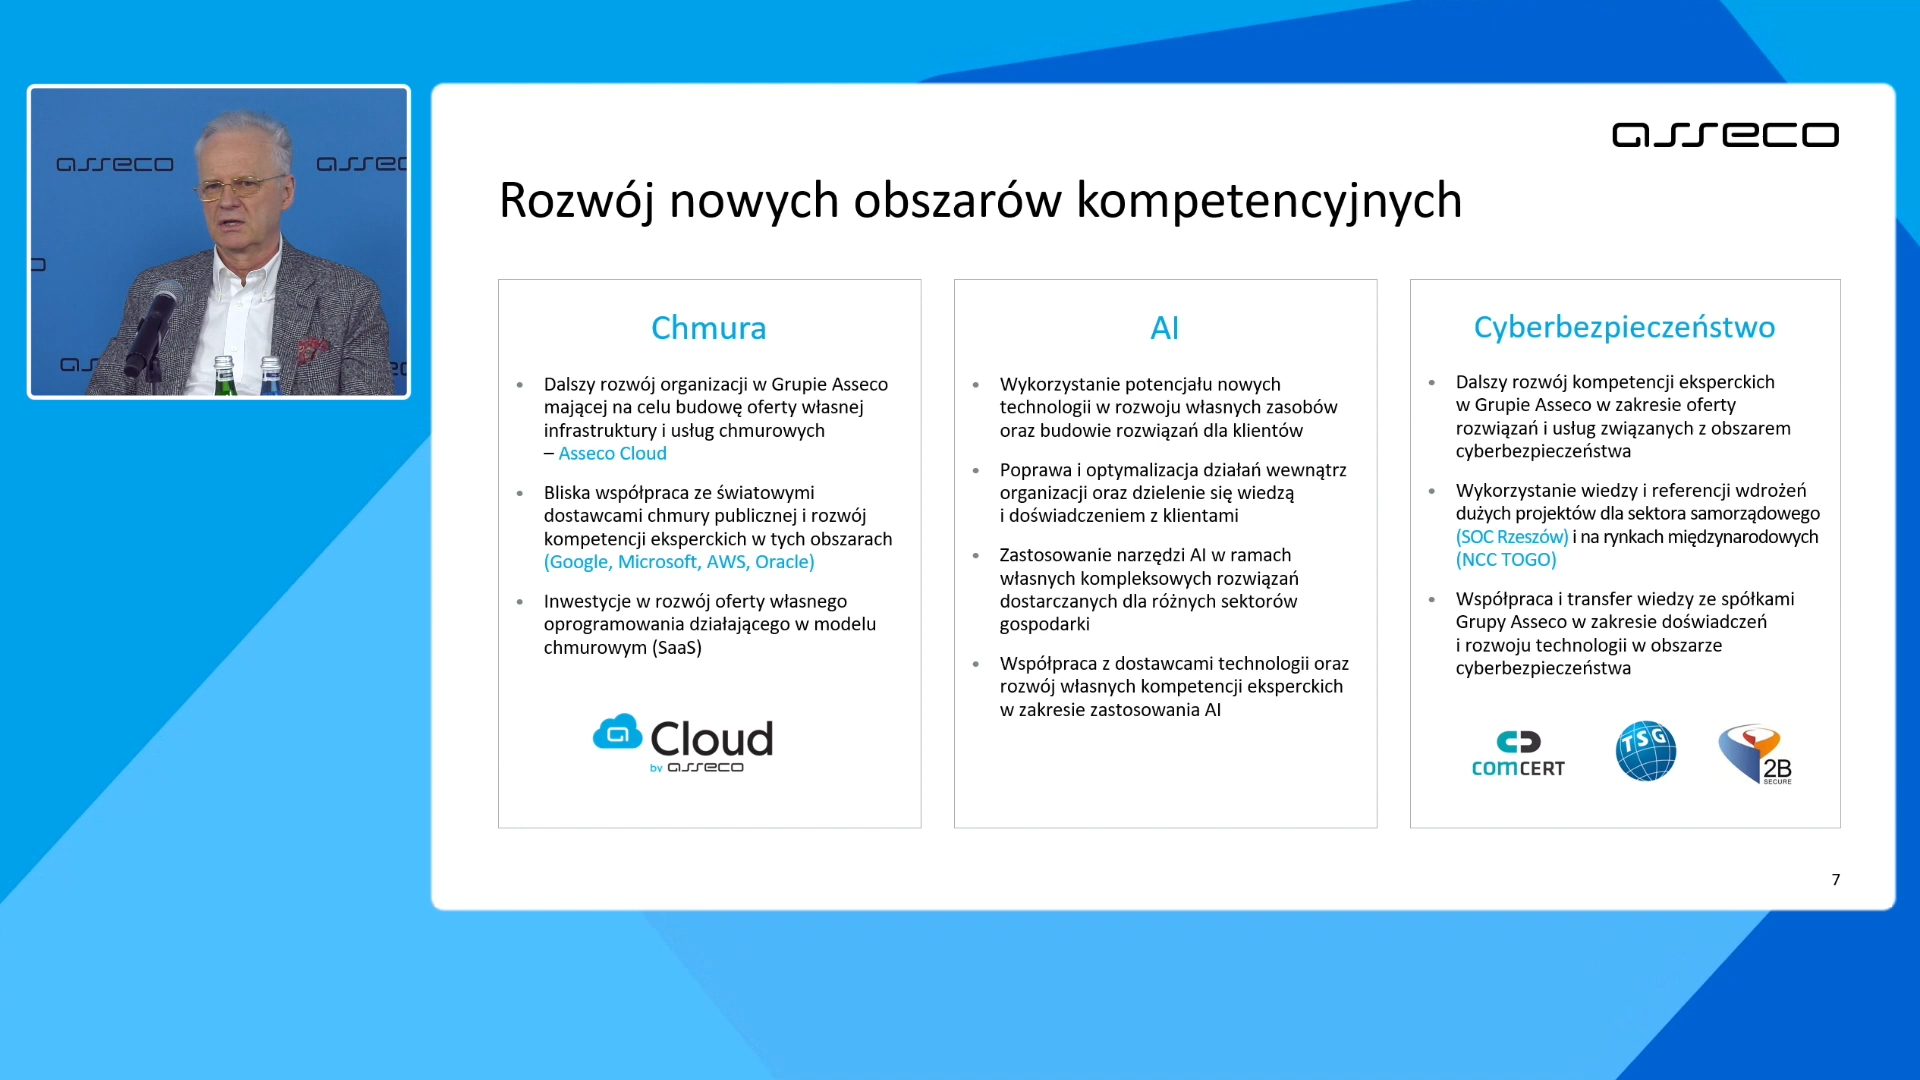 asseco
asseco
asseco
Rozwój nowych obszarów kompetencyjnych
Chmura
• Dalszy rozwój organizacji w Grupie Asseco
mającej na celu budowę oferty własnej
infrastruktury i usług chmurowych
– Asseco Cloud
• Bliska współpraca ze światowymi
dostawcami chmury publicznej i rozwój
kompetencji eksperckich w tych obszarach
(Google, Microsoft, AWS, Oracle)
• Inwestycje w rozwój oferty własnego
oprogramowania działającego w modelu
chmurowym (SaaS)
Cloud
by asseco
AI
• Wykorzystanie potencjału nowych
technologii w rozwoju własnych zasobów
oraz budowie rozwiązań dla klientów
• Poprawa i optymalizacja działań wewnątrz
organizacji oraz dzielenie się wiedzą
i doświadczeniem z klientami
• Zastosowanie narzędzi AI w ramach
własnych kompleksowych rozwiązań
dostarczanych dla różnych sektorów
gospodarki
• Współpraca z dostawcami technologii oraz
rozwój własnych kompetencji eksperckich
w zakresie zastosowania AI
Cyberbezpieczeństwo
• Dalszy rozwój kompetencji eksperckich
w Grupie Asseco w zakresie oferty
rozwiązań i usług związanych z obszarem
cyberbezpieczeństwa
• Wykorzystanie wiedzy i referencji wdrożeń
dużych projektów dla sektora samorządowego
(SOC Rzeszów) i na rynkach międzynarodowych
(NCC TOGO)
• Współpraca i transfer wiedzy ze spółkami
Grupy Asseco w zakresie doświadczeń
i rozwoju technologii w obszarze
cyberbezpieczeństwa
COMCERT
TSG
2B
SECURE
7